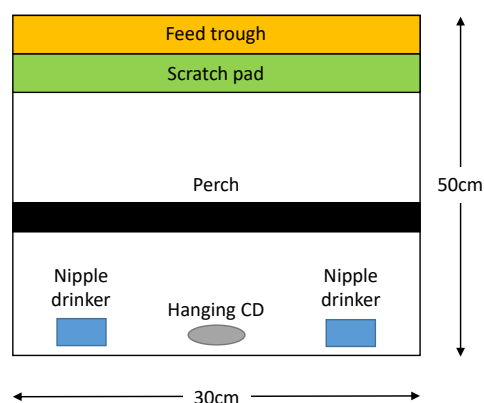 Feed trough
Scratch pad
Perch
50cm
Nipple
drinker
Nipple
drinker
Hanging CD
30cm